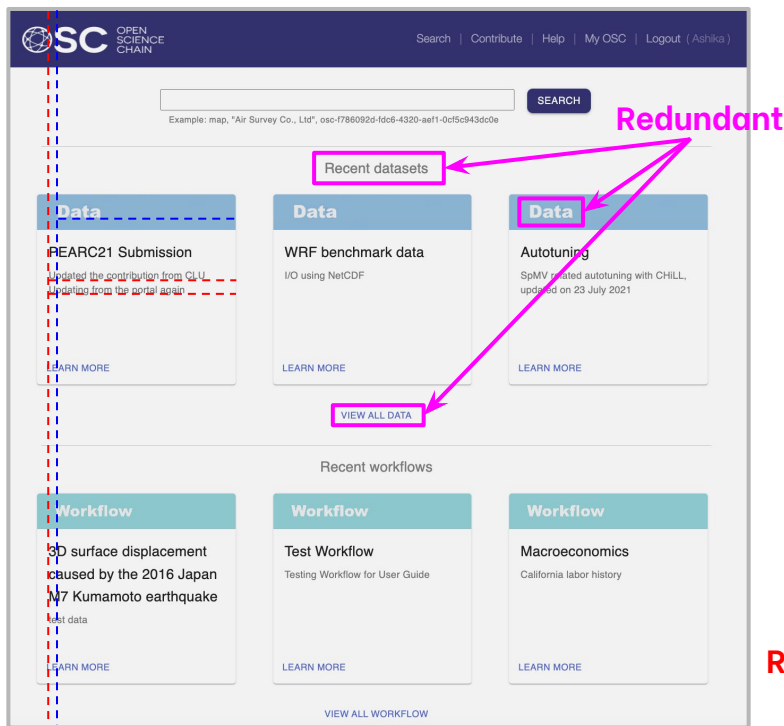 OSC OPEN SCIENCE CHAIN
Search | Contribute | Help | My OSC | Logout ( Ashika )
SEARCH
Example: map, "Air Survey Co., Ltd", osc-f786092d-fdc6-4320-aef1-0cf5c943dc0e
Redundant
Recent datasets
Data
PEARC21 Submission
Updated the contribution from CLU
Updating from the portal again
LEARN MORE
Data
WRF benchmark data
I/O using NetCDF
LEARN MORE
Data
Autotuning
SpMV related autotuning with CHiLL,
updated on 23 July 2021
LEARN MORE
VIEW ALL DATA
Recent workflows
Workflow
3D surface displacement
caused by the 2016 Japan
M7 Kumamoto earthquake
test data
LEARN MORE
Workflow
Test Workflow
Testing Workflow for User Guide
LEARN MORE
Workflow
Macroeconomics
California labor history
LEARN MORE
R
VIEW ALL WORKFLOW